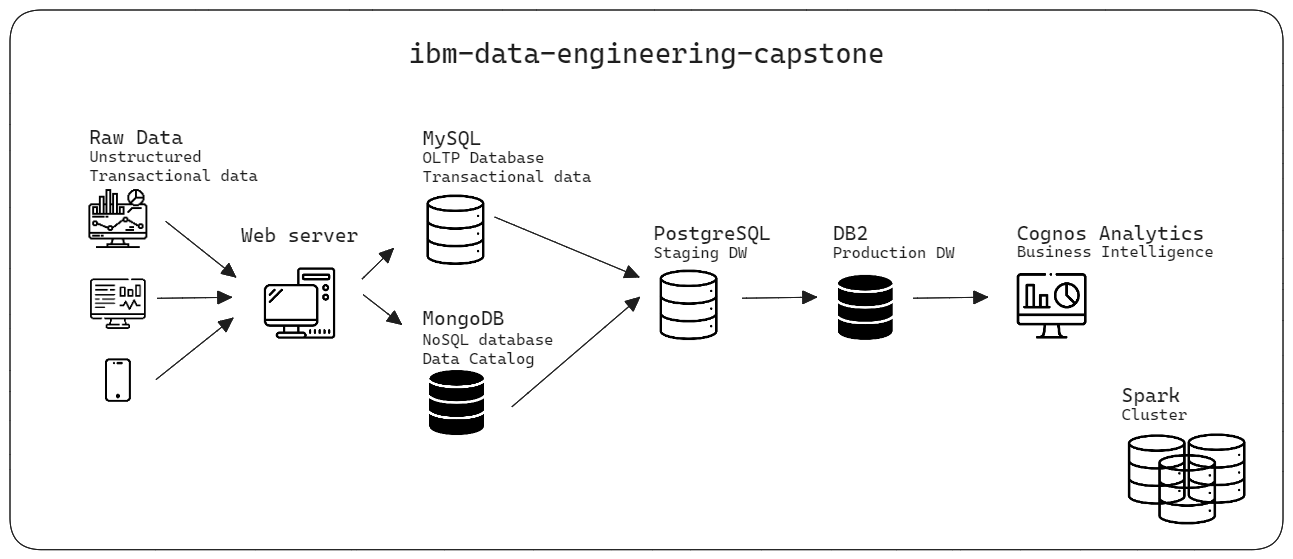 ibm-data-engineering-capstone
Raw Data
Unstructured
Transactional data
Web server
MySQL
OLTP Database
Transactional data
MongoDB
NoSQL database
Data Catalog
PostgreSQL
Staging DW
DB2
Production DW
Cognos Analytics
Business Intelligence
Spark
Cluster